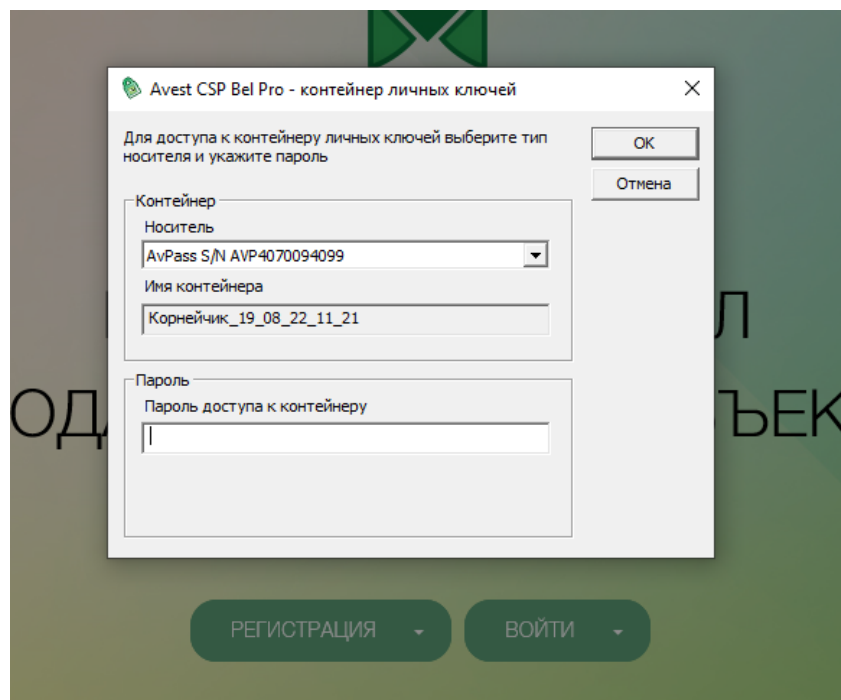 Avest CSP Bel Pro - контейнер личных ключей
Для доступа к контейнеру личных ключей выберите тип
носителя и укажите пароль
OK
Отмена
Контейнер
Носитель
AvPass S/N AVP4070094099
Имя контейнера
Корнейчик_19_08_22_11_21
Пароль
Пароль доступа к контейнеру
РЕГИСТРАЦИЯ
ВОЙТИ